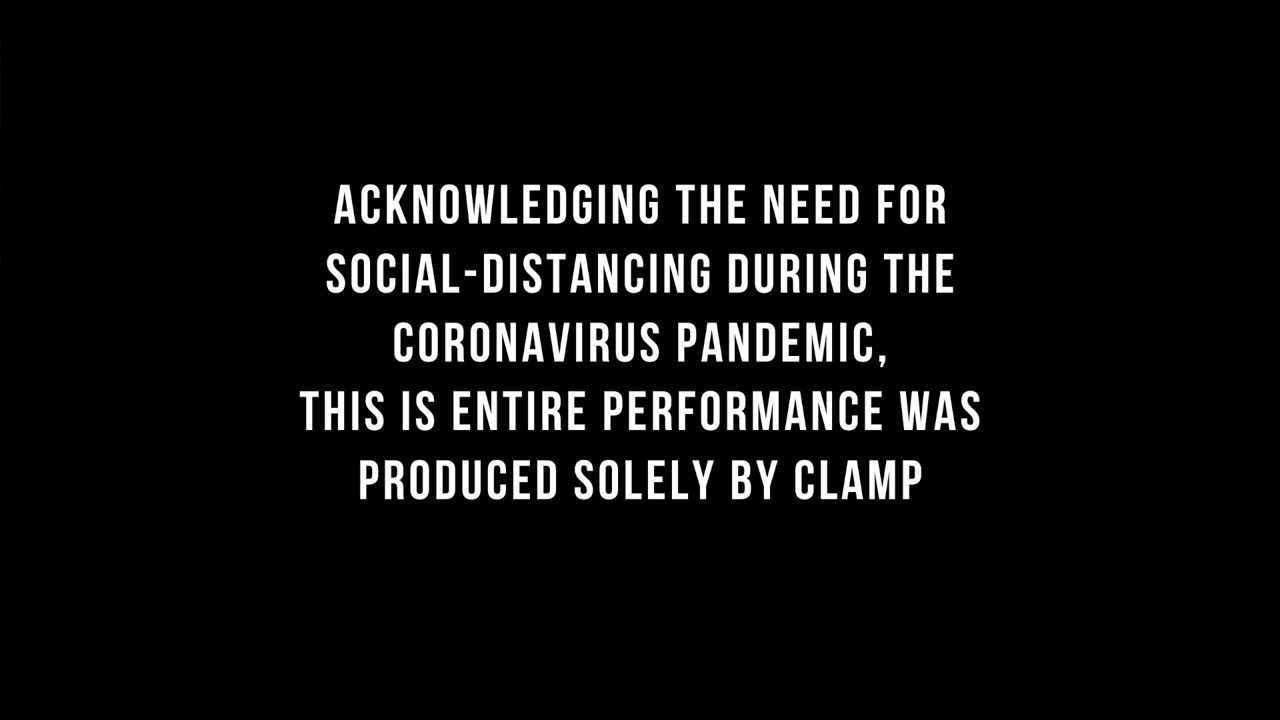 ACKNOWLEDGING THE NEED FOR
SOCIAL-DISTANCING DURING THE
CORONAVIRUS PANDEMIC,
THIS IS ENTIRE PERFORMANCE WAS
PRODUCED SOLELY BY CLAMP